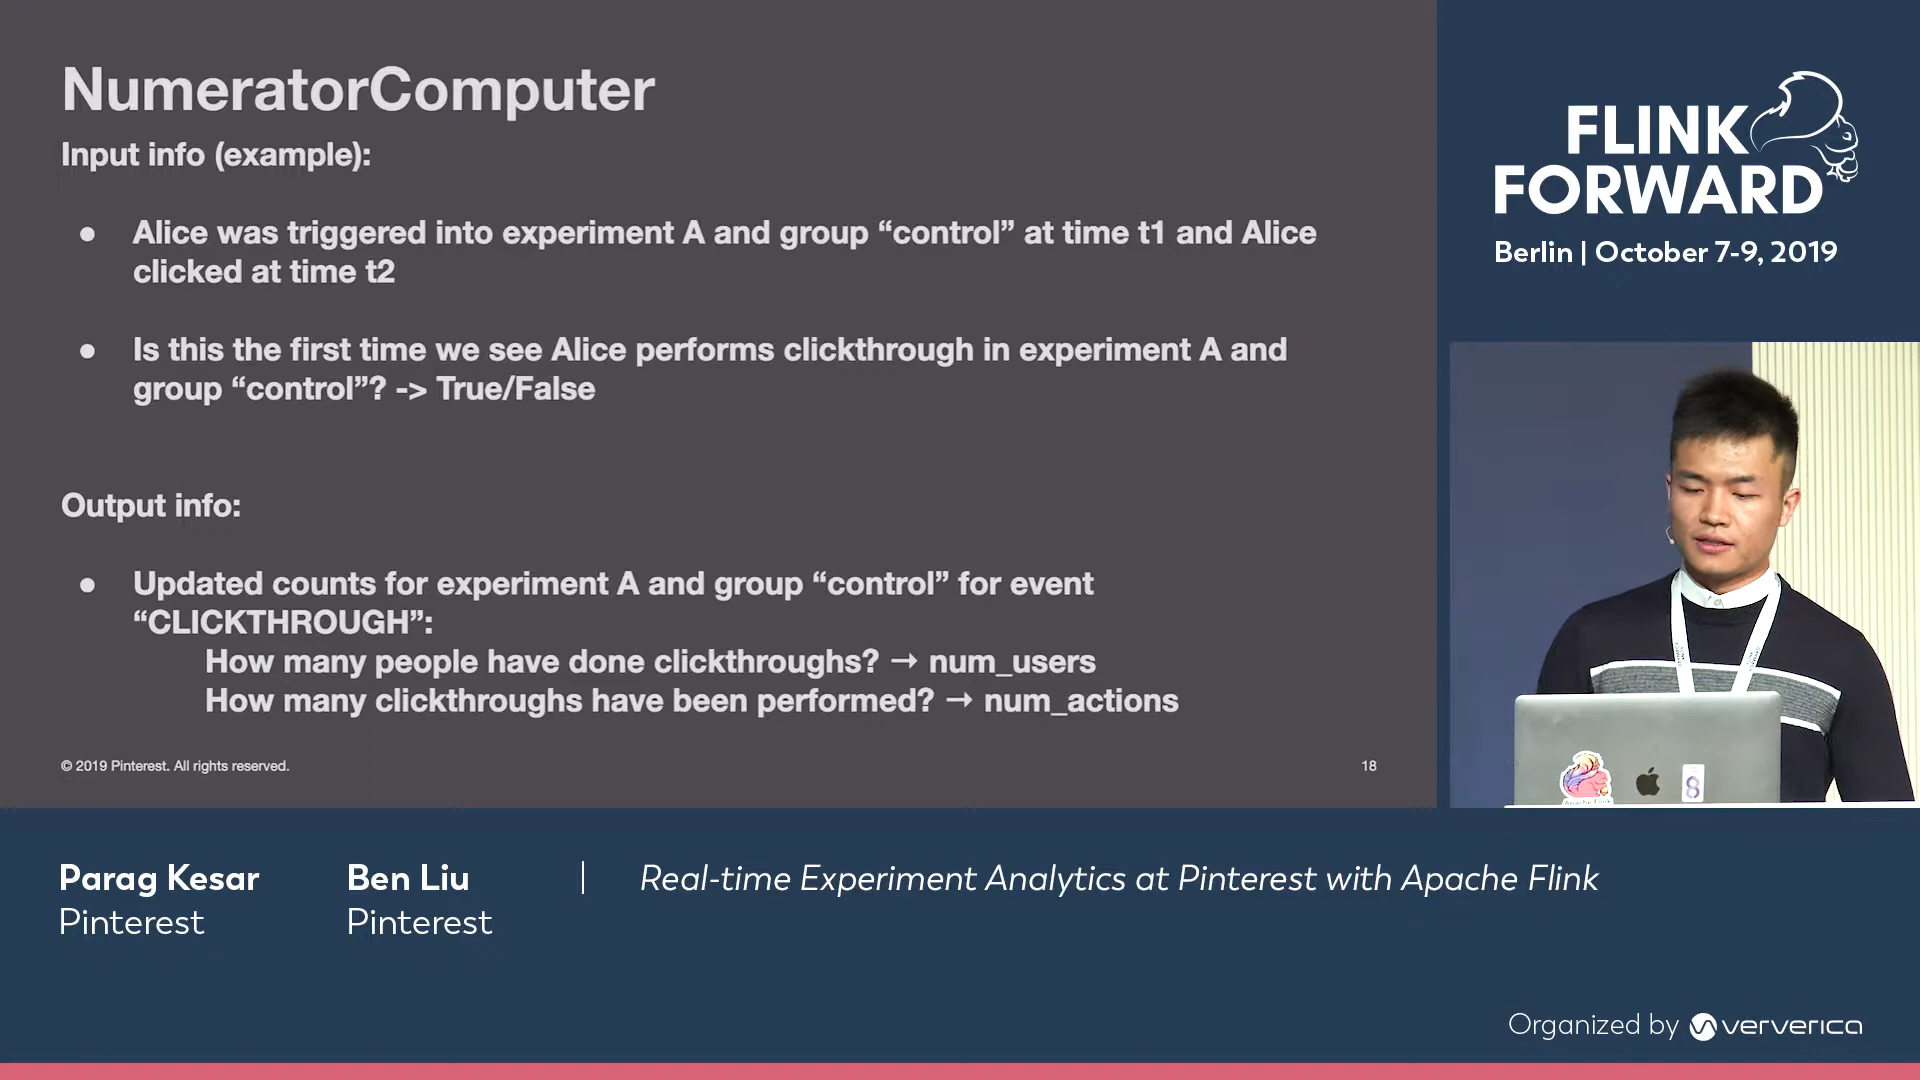 NumeratorComputer
Input info (example):
● Alice was triggered into experiment A and group “control” at time t1 and Alice
clicked at time t2
● Is this the first time we see Alice performs clickthrough in experiment A and
group “control”? -> True/False
Output info:
● Updated counts for experiment A and group “control” for event
“CLICKTHROUGH”:
How many people have done clickthroughs? → num_users
How many clickthroughs have been performed? → num_actions
© 2019 Pinterest. All rights reserved.
18
FLINK
FORWARD
Berlin | October 7-9, 2019
Apache Flink
8
Parag Kesar
Pinterest
Ben Liu
Pinterest
| Real-time Experiment Analytics at Pinterest with Apache Flink
Organized by ververica